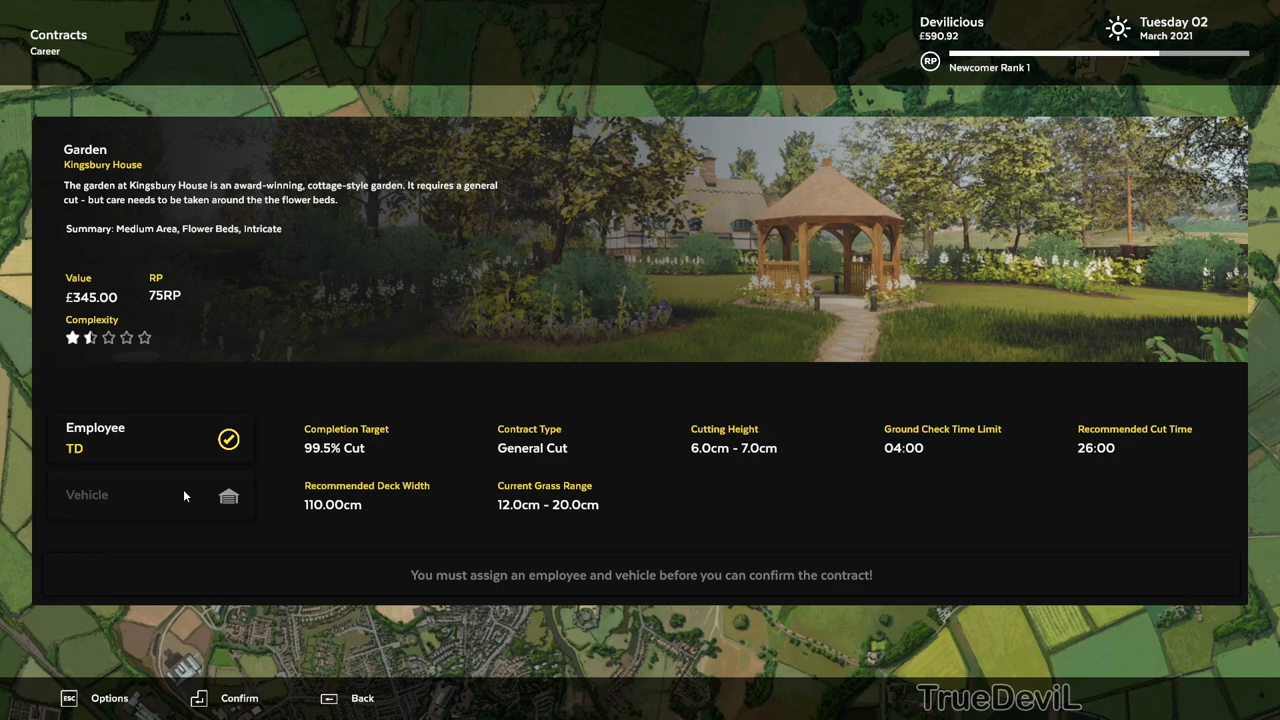 Contracts
Career
Devilicious
£590.92
Tuesday 02
March 2021
RP
Newcomer Rank 1
Garden
Kingsbury House
The garden at Kingsbury House is an award-winning, cottage-style garden. It requires a general
cut - but care needs to be taken around the the flower beds.
Summary: Medium Area, Flower Beds, Intricate
Value
RP
£345.00
75RP
Complexity
Employee
TD
Vehicle
Completion Target
Contract Type
Cutting Height
Ground Check Time Limit
Recommended Cut Time
99.5% Cut
General Cut
6.0cm - 7.0cm
04:00
26:00
Recommended Deck Width
Current Grass Range
110.00cm
12.0cm - 20.0cm
You must assign an employee and vehicle before you can confirm the contract!
ESC Options
Confirm
Back
TrueDeviL